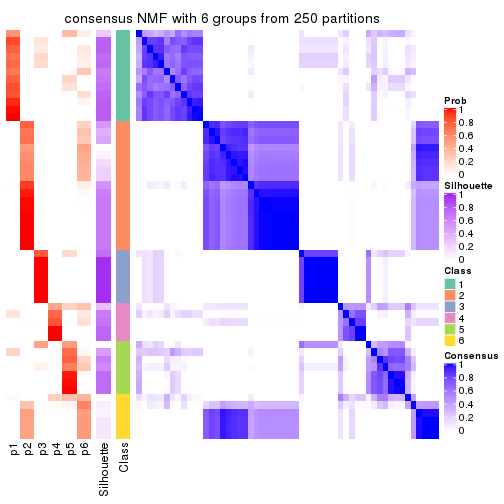 consensus NMF with 6 groups from 250 partitions
Prob
1
0.8
0.6
0.4
0.2
0
Silhouette
1
0.8
0.6
0.4
0.2
0
Class
1
2
3
4
5
6
Consensus
1
0.8
0.6
0.4
0.2
0
p1
p2
p3
p4
p5
p6
Silhouette
Class